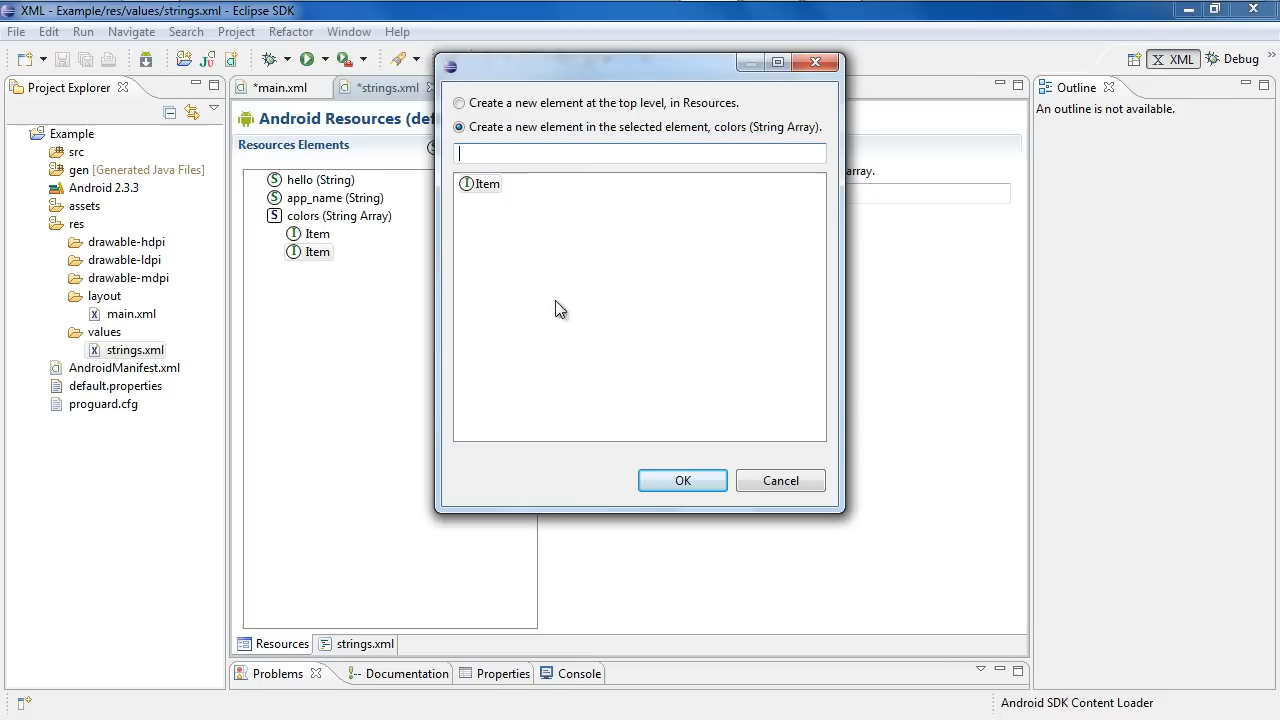 XML - Example/res/values/strings.xml - Eclipse SDK
File Edit Run Navigate Search Project Refactor Window Help
XML Debug
Project Explorer
*main.xml *strings.xml
Outline
An outline is not available.
Example
src
gen [Generated Java Files]
Android 2.3.3
assets
res
drawable-hdpi
drawable-ldpi
drawable-mdpi
layout
main.xml
values
strings.xml
AndroidManifest.xml
default.properties
proguard.cfg
Android Resources (def
Resources Elements
array.
S hello (String)
S app_name (String)
S colors (String Array)
I Item
I Item
Create a new element at the top level, in Resources.
Create a new element in the selected element, colors (String Array).
I Item
OK Cancel
Resources strings.xml
Problems Documentation Properties Console
Android SDK Content Loader